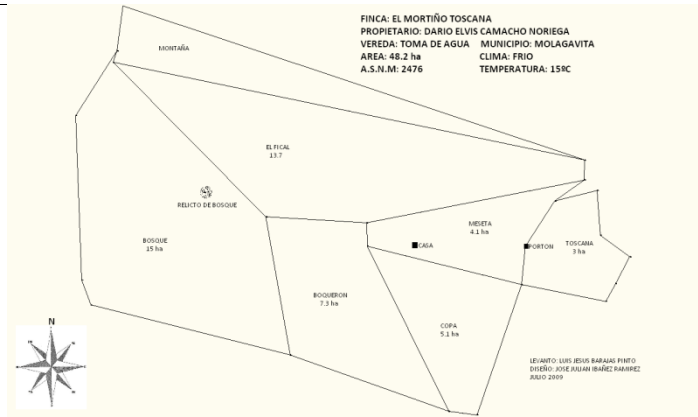 FINCA: EL MORTIÑO TOSCANA
PROPIETARIO: DARIO ELVIS CAMACHO NORIEGA
VEREDA: TOMA DE AGUA MUNICIPIO: MOLAGAVITA
AREA: 48.2 ha CLIMA: FRIO
A.S.N.M: 2476 TEMPERATURA: 15ºC
MONTAÑA
EL FICAL
13.7
RELICTO DE BOSQUE
BOSQUE
15 ha
MESETA
4.1 ha
CASA
PORTON
TOSCANA
3 ha
BOQUERON
7.3 ha
COPA
5.1 ha
N
LEVANTO: LUIS JESUS BARAJAS PINTO
DISEÑO: JOSE JULIAN IBAÑEZ RAMIREZ
JULIO 2009